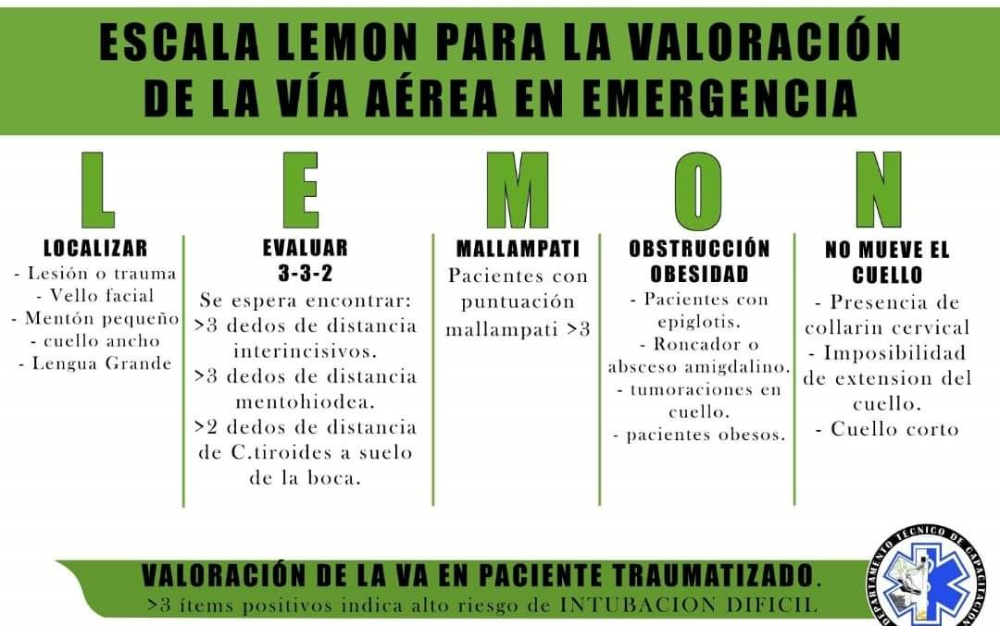 ESCALA LEMON PARA LA VALORACIÓN
DE LA VÍA AÉREA EN EMERGENCIA
L
LOCALIZAR
- Lesión o trauma
- Vello facial
- Mentón pequeño
- cuello ancho
- Lengua Grande
E
EVALUAR
3-3-2
Se espera encontrar:
>3 dedos de distancia
interincisivos.
>3 dedos de distancia
mentohiodea.
>2 dedos de distancia
de C.tiroides a suelo
de la boca.
M
MALLAMPATI
Pacientes con
puntuación
mallampati >3
O
OBSTRUCCIÓN
OBESIDAD
- Pacientes con
epiglotis.
- Roncador o
absceso amigdalino.
- tumoraciones en
cuello.
- pacientes obesos.
N
NO MUEVE EL
CUELLO
- Presencia de
collarin cervical
- Imposibilidad
de extension del
cuello.
- Cuello corto
VALORACIÓN DE LA VA EN PACIENTE TRAUMATIZADO.
>3 ítems positivos indica alto riesgo de INTUBACION DIFICIL
DEPARTAMENTO TÉCNICO DE CAPACITACIÓN